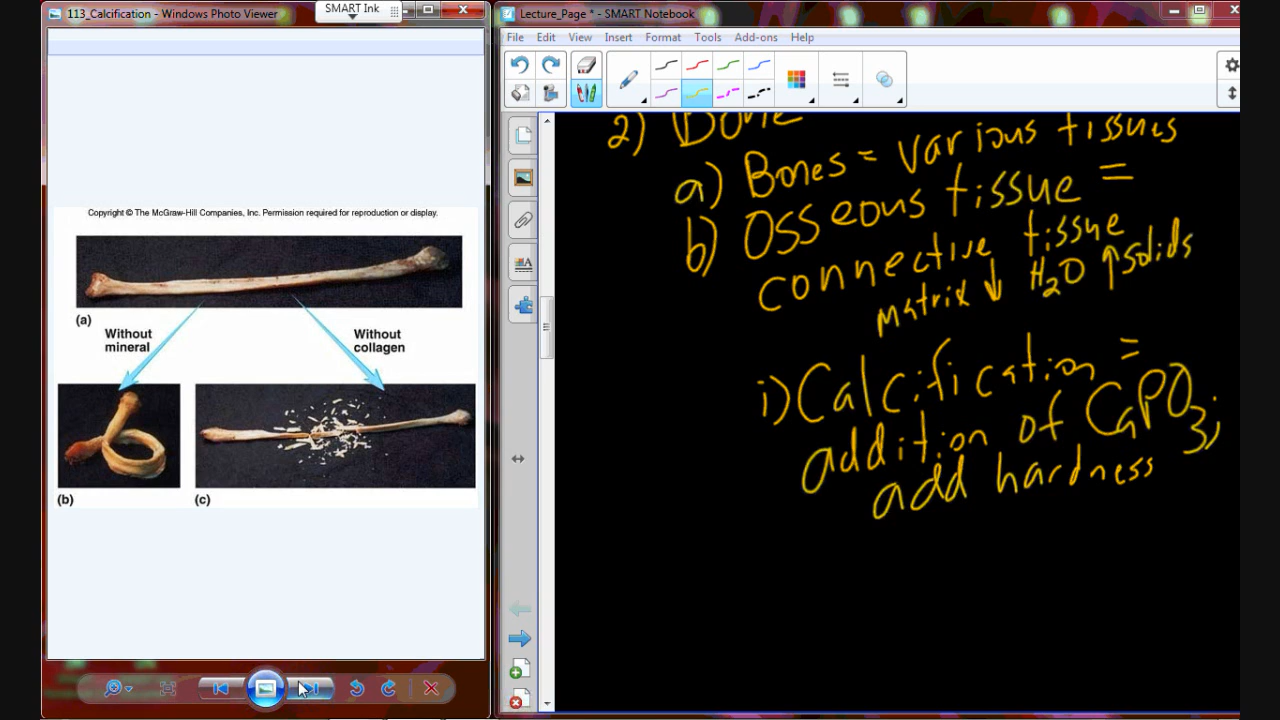 113_Calcification - Windows Photo Viewer
SMART Ink
Copyright © The McGraw-Hill Companies, Inc. Permission required for reproduction or display.
(a)
Without
mineral
Without
collagen
(b)
(c)
Lecture_Page * - SMART Notebook
File Edit View Insert Format Tools Add-ons Help
2) Bone
a) Bones = various tissues
b) Osseous tissue =
connective tissue
matrix ↓ H₂O ↑ solids
i) Calcification =
addition of CaPO₃;
add hardness